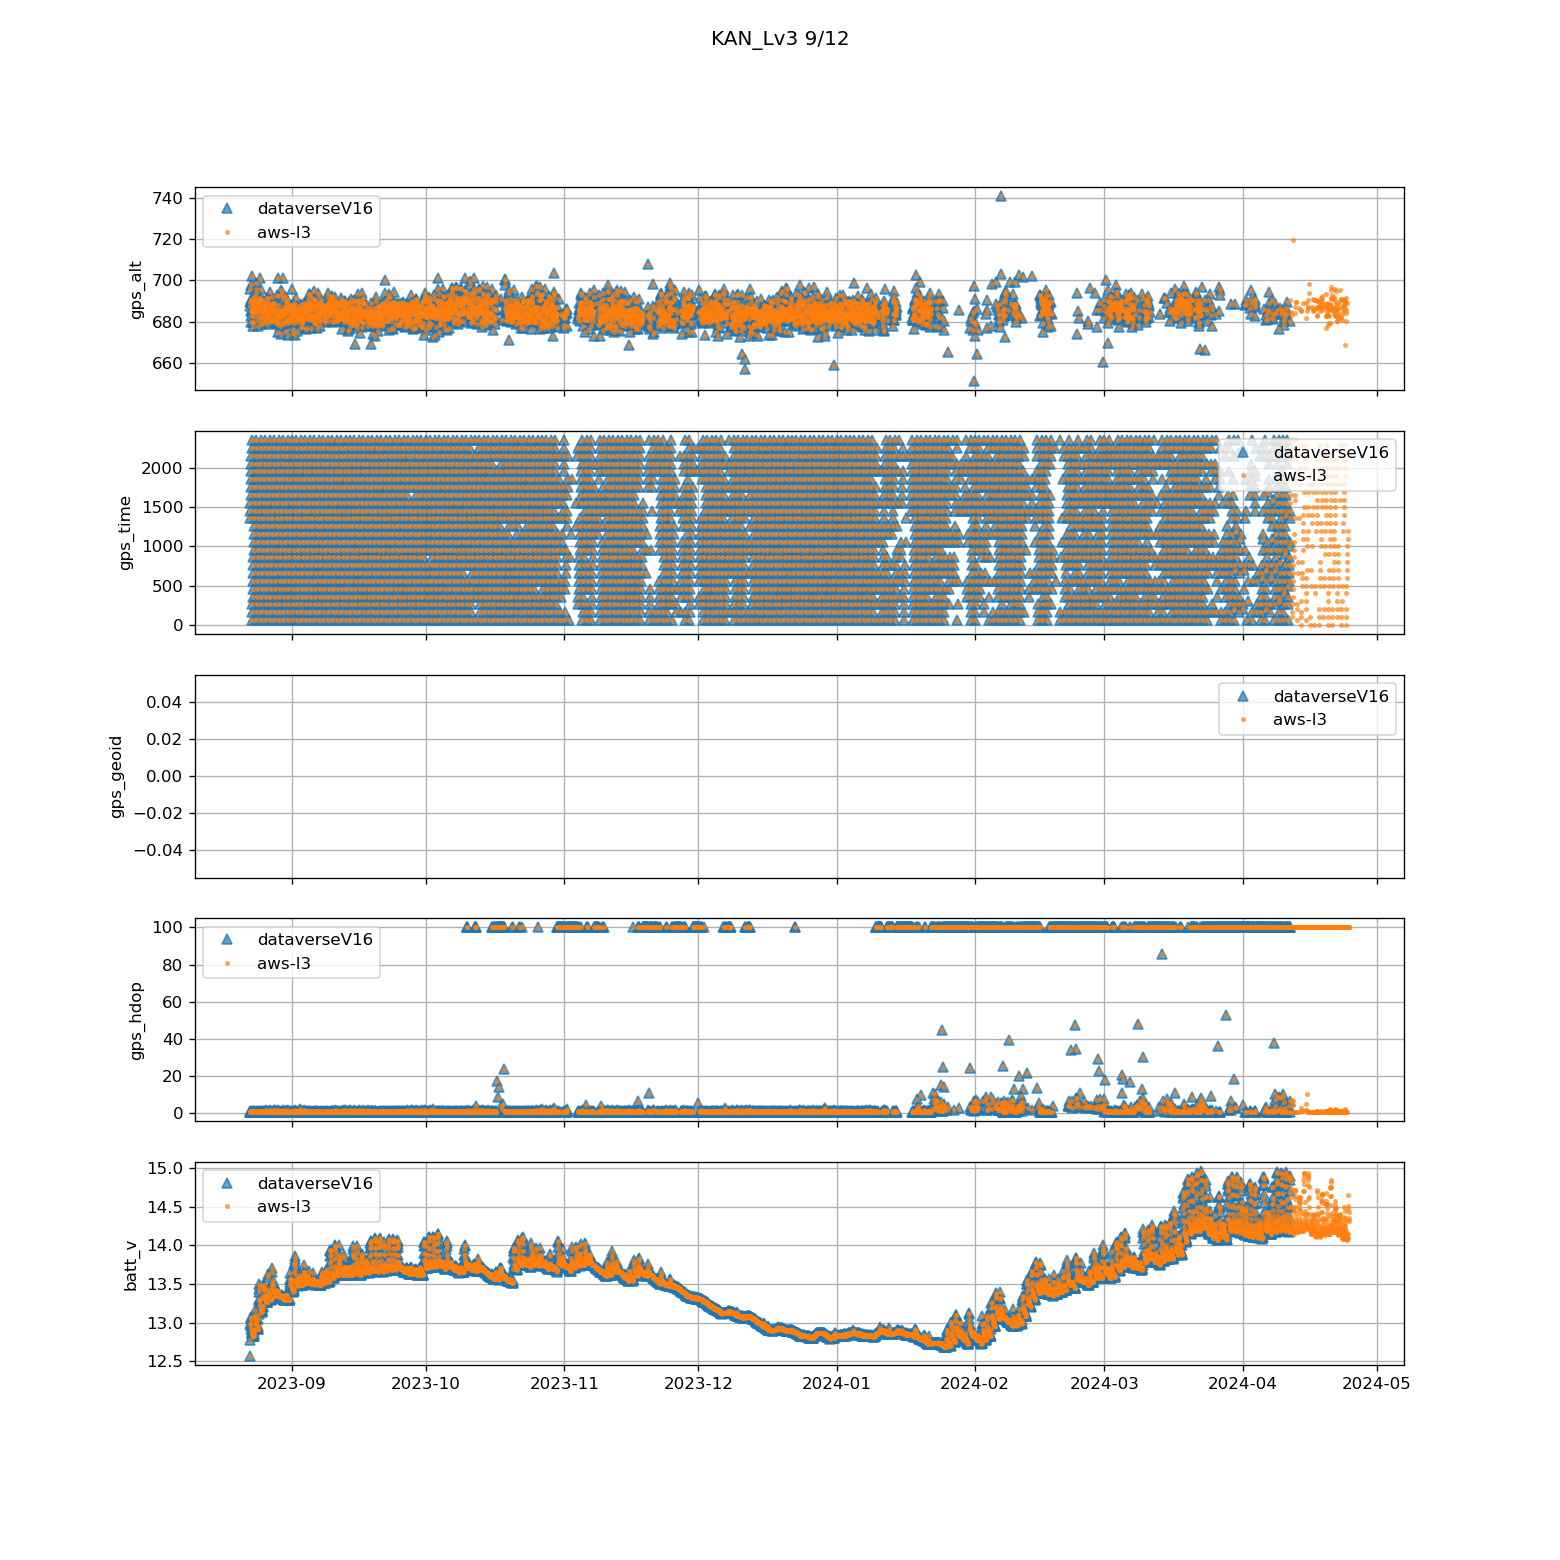 KAN_Lv3 9/12
740
720
700
680
660
gps_alt
dataverseV16
aws-l3
2000
1500
1000
500
0
gps_time
dataverseV16
aws-l3
0.04
0.02
0.00
−0.02
−0.04
gps_geoid
dataverseV16
aws-l3
100
80
60
40
20
0
gps_hdop
dataverseV16
aws-l3
15.0
14.5
14.0
13.5
13.0
12.5
batt_v
dataverseV16
aws-l3
2023-09 2023-10 2023-11 2023-12 2024-01 2024-02 2024-03 2024-04 2024-05